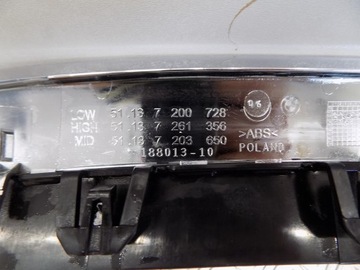 LOW 51.13 7 200 728
HIGH 51.13 7 261 356
MID 51.13 7 203 650
188013-10
>ABS<
POLAND